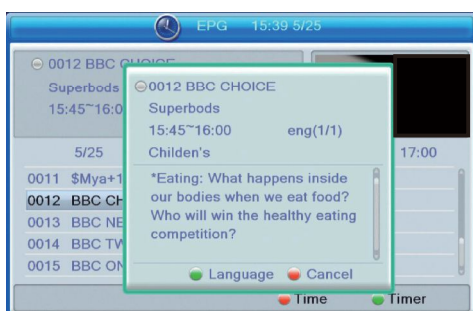 EPG 15:39 5/25
0012 BBC CHOICE
Superbods
15:45~16:0
0012 BBC CHOICE
Superbods
15:45~16:00 eng(1/1)
Childen's
*Eating: What happens inside
our bodies when we eat food?
Who will win the healthy eating
competition?
Language Cancel
5/25 17:00
0011 $Mya+1
0012 BBC CH
0013 BBC NE
0014 BBC TW
0015 BBC ON
Time Timer